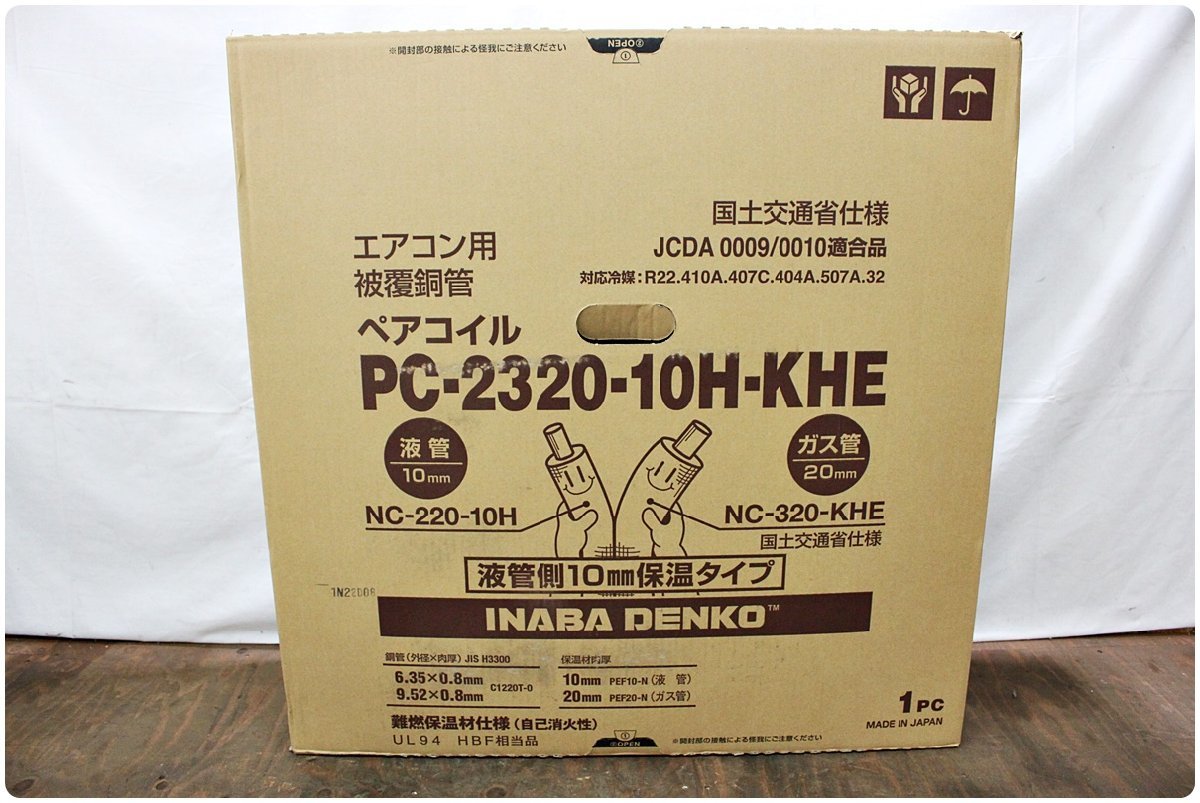 ※開封部の接触による怪我にご注意ください
②OPEN
①
国土交通省仕様
JCDA 0009/0010適合品
対応冷媒:R22.410A.407C.404A.507A.32
エアコン用
被覆銅管
ペアコイル
PC-2320-10H-KHE
液管
10mm
ガス管
20mm
NC-220-10H
NC-320-KHE
国土交通省仕様
液管側10mm保温タイプ
1N22D08
INABA DENKO™
銅管(外径×肉厚) JIS H3300
6.35×0.8mm
9.52×0.8mm
C1220T-O
保温材肉厚
10mm PEF10-N(液 管)
20mm PEF20-N(ガス管)
難燃保温材仕様(自己消火性)
UL94 HBF相当品
1PC
MADE IN JAPAN
①
②OPEN
※開封部の接触による怪我にご注意ください